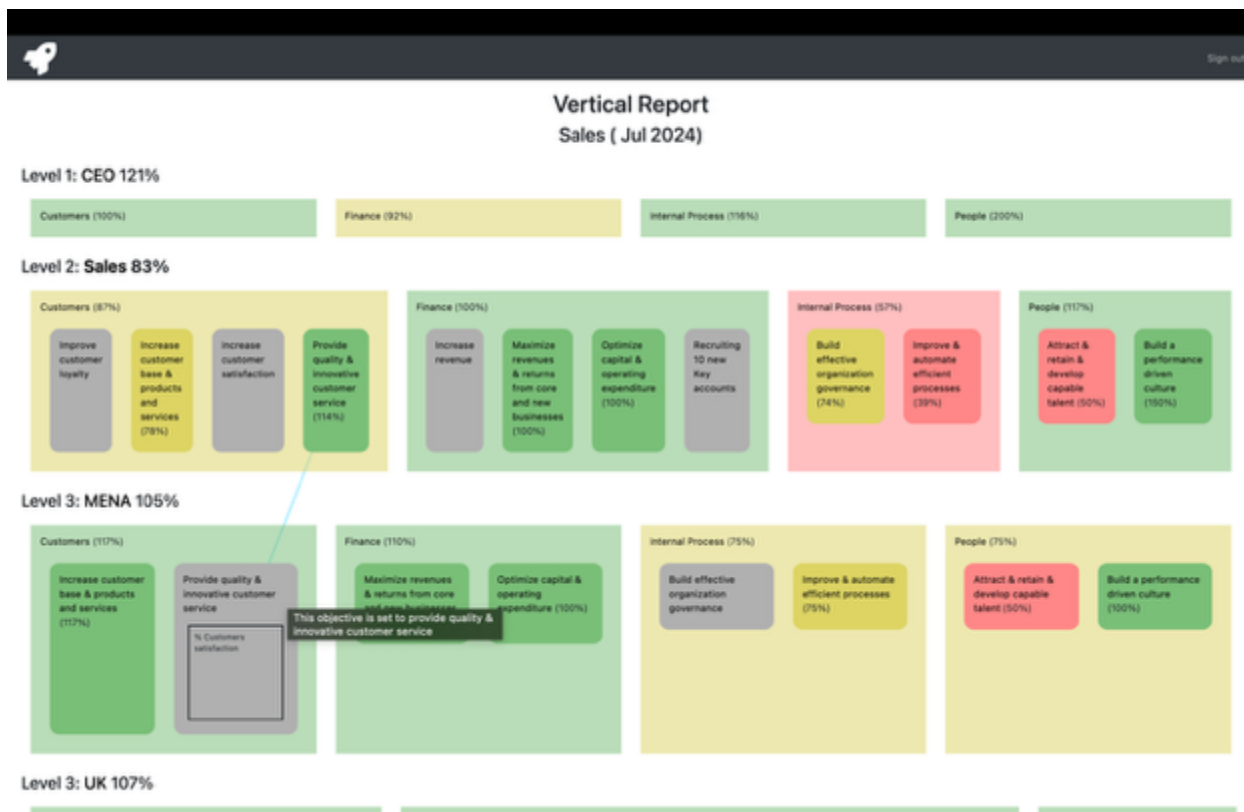 Sign out
Vertical Report
Sales ( Jul 2024)
Level 1: CEO 121%
Customers (100%)
Finance (92%)
Internal Process (116%)
People (200%)
Level 2: Sales 83%
Customers (87%)
Improve
customer
loyalty
Increase
customer
base &
products
and
services
(78%)
Increase
customer
satisfaction
Provide
quality &
innovative
customer
service
(114%)
Finance (100%)
Increase
revenue
Maximize
revenues
& returns
from core
and new
businesses
(100%)
Optimize
capital &
operating
expenditure
(100%)
Recruiting
10 new
Key
accounts
Internal Process (57%)
Build
effective
organization
governance
(74%)
Improve &
automate
efficient
processes
(39%)
People (117%)
Attract &
retain &
develop
capable
talent (50%)
Build a
performance
driven
culture
(150%)
Level 3: MENA 105%
Customers (117%)
Increase customer
base & products
and services
(117%)
Provide quality &
innovative customer
service
% Customers
satisfaction
This objective is set to provide quality &
innovative customer service
Finance (110%)
Maximize revenues
& returns from core
and new businesses
Optimize capital &
operating
expenditure (100%)
Internal Process (75%)
Build effective
organization
governance
Improve & automate
efficient processes
(75%)
People (75%)
Attract & retain &
develop capable
talent (50%)
Build a performance
driven culture
(100%)
Level 3: UK 107%